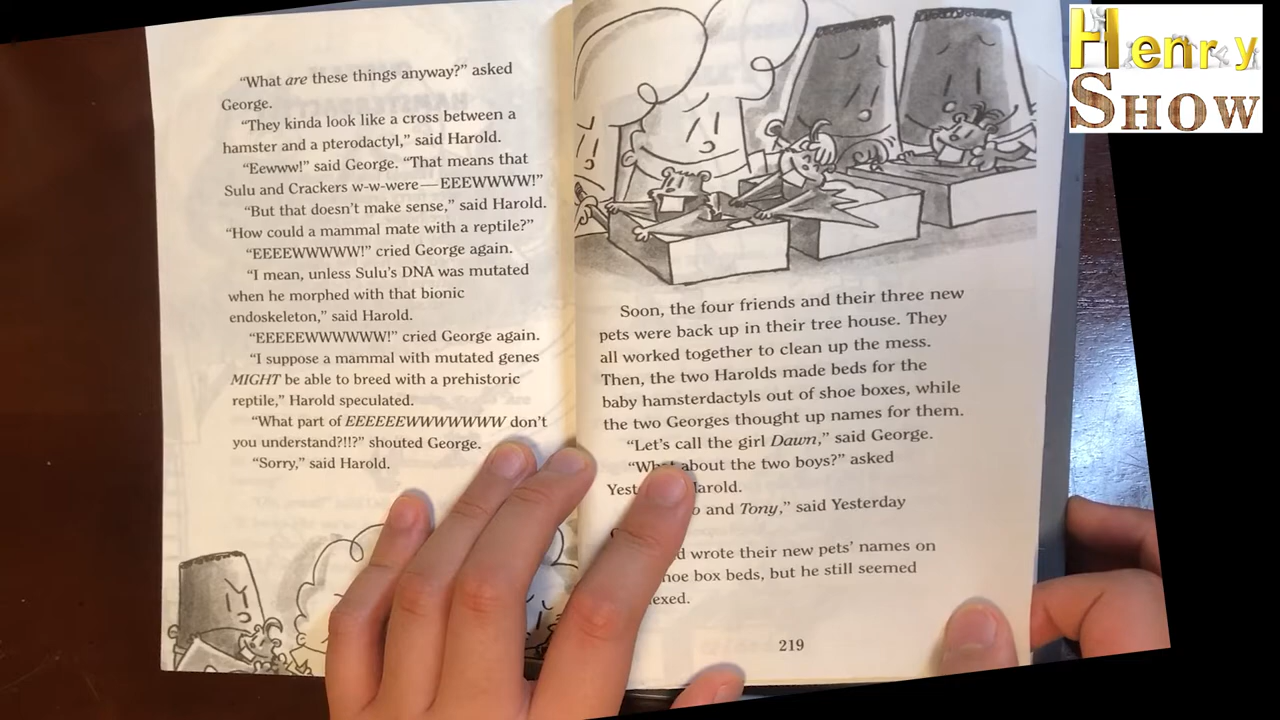 “What are these things anyway?” asked
George.
“They kinda look like a cross between a
hamster and a pterodactyl,” said Harold.
“Eewww!” said George. “That means that
Sulu and Crackers w-w-were—EEEWWWW!”
“But that doesn’t make sense,” said Harold.
“How could a mammal mate with a reptile?”
“EEEEWWWWW!” cried George again.
“I mean, unless Sulu’s DNA was mutated
when he morphed with that bionic
endoskeleton,” said Harold.
“EEEEEWWWWWW!” cried George again.
“I suppose a mammal with mutated genes
MIGHT be able to breed with a prehistoric
reptile,” Harold speculated.
“What part of EEEEEEWWWWWWW don’t
you understand?!!?” shouted George.
“Sorry,” said Harold.
Soon, the four friends and their three new
pets were back up in their tree house. They
all worked together to clean up the mess.
Then, the two Harolds made beds for the
baby hamsterdactyls out of shoe boxes, while
the two Georges thought up names for them.
“Let’s call the girl Dawn,” said George.
about the two boys?” asked
and Tony,” said Yesterday
wrote their new pets’ names on
box beds, but he still seemed
219
Henry
SHOW